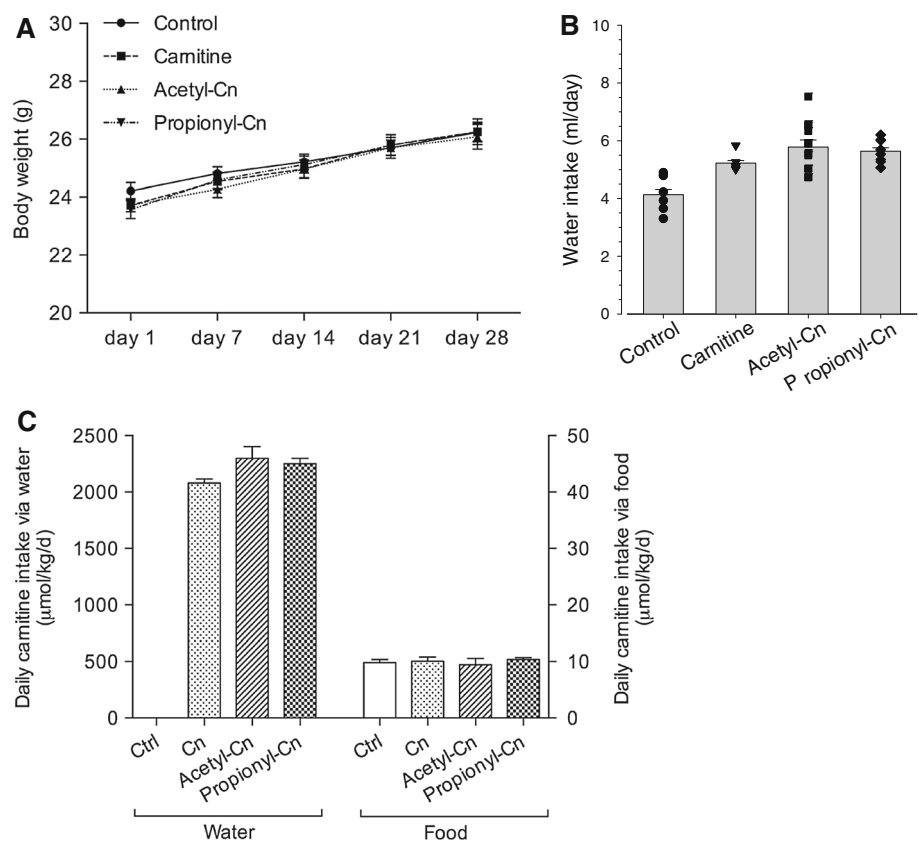 A
Body weight (g)
30
28
26
24
22
20
Control
Carnitine
Acetyl-Cn
Propionyl-Cn
day 1 day 7 day 14 day 21 day 28
B
Water intake (ml/day)
10
8
6
4
2
0
Control Carnitine Acetyl-Cn P ropionyl-Cn
C
Daily carnitine intake via water
(μmol/kg/d)
2500
2000
1500
1000
500
0
50
40
30
20
10
0
Daily carnitine intake via food
(μmol/kg/d)
Ctrl Cn Acetyl-Cn Propionyl-Cn Ctrl Cn Acetyl-Cn Propionyl-Cn
Water Food